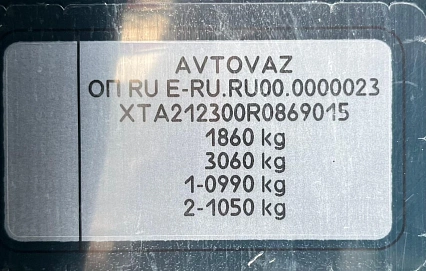 AVTOVAZ
ОП RU E-RU.RU00.0000023
XTA212300R0869015
1860 kg
3060 kg
1-0990 kg
2-1050 kg